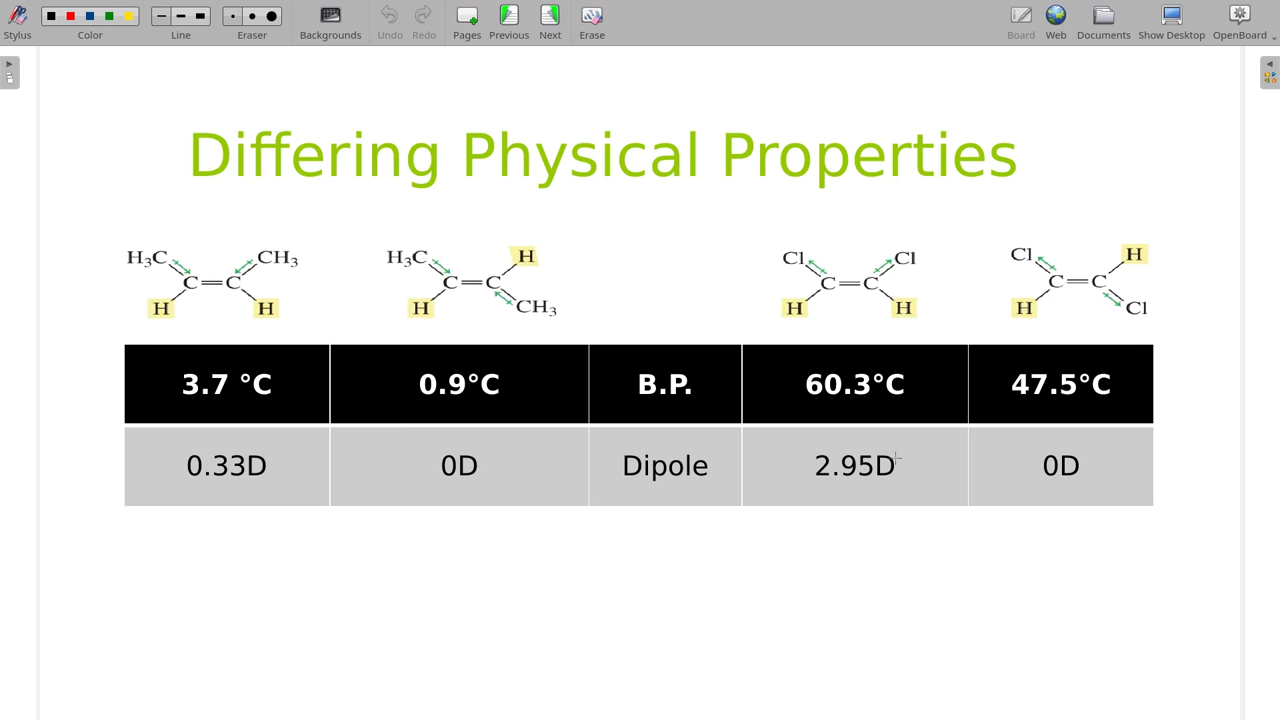 Stylus Color Line Eraser Backgrounds Undo Redo Pages Previous Next Erase Board Web Documents Show Desktop OpenBoard
Differing Physical Properties
H₃C CH₃ H₃C H Cl Cl Cl H
C=C C=C C=C C=C
H H H CH₃ H H H Cl
3.7 °C 0.9°C B.P. 60.3°C 47.5°C
0.33D 0D Dipole 2.95D 0D